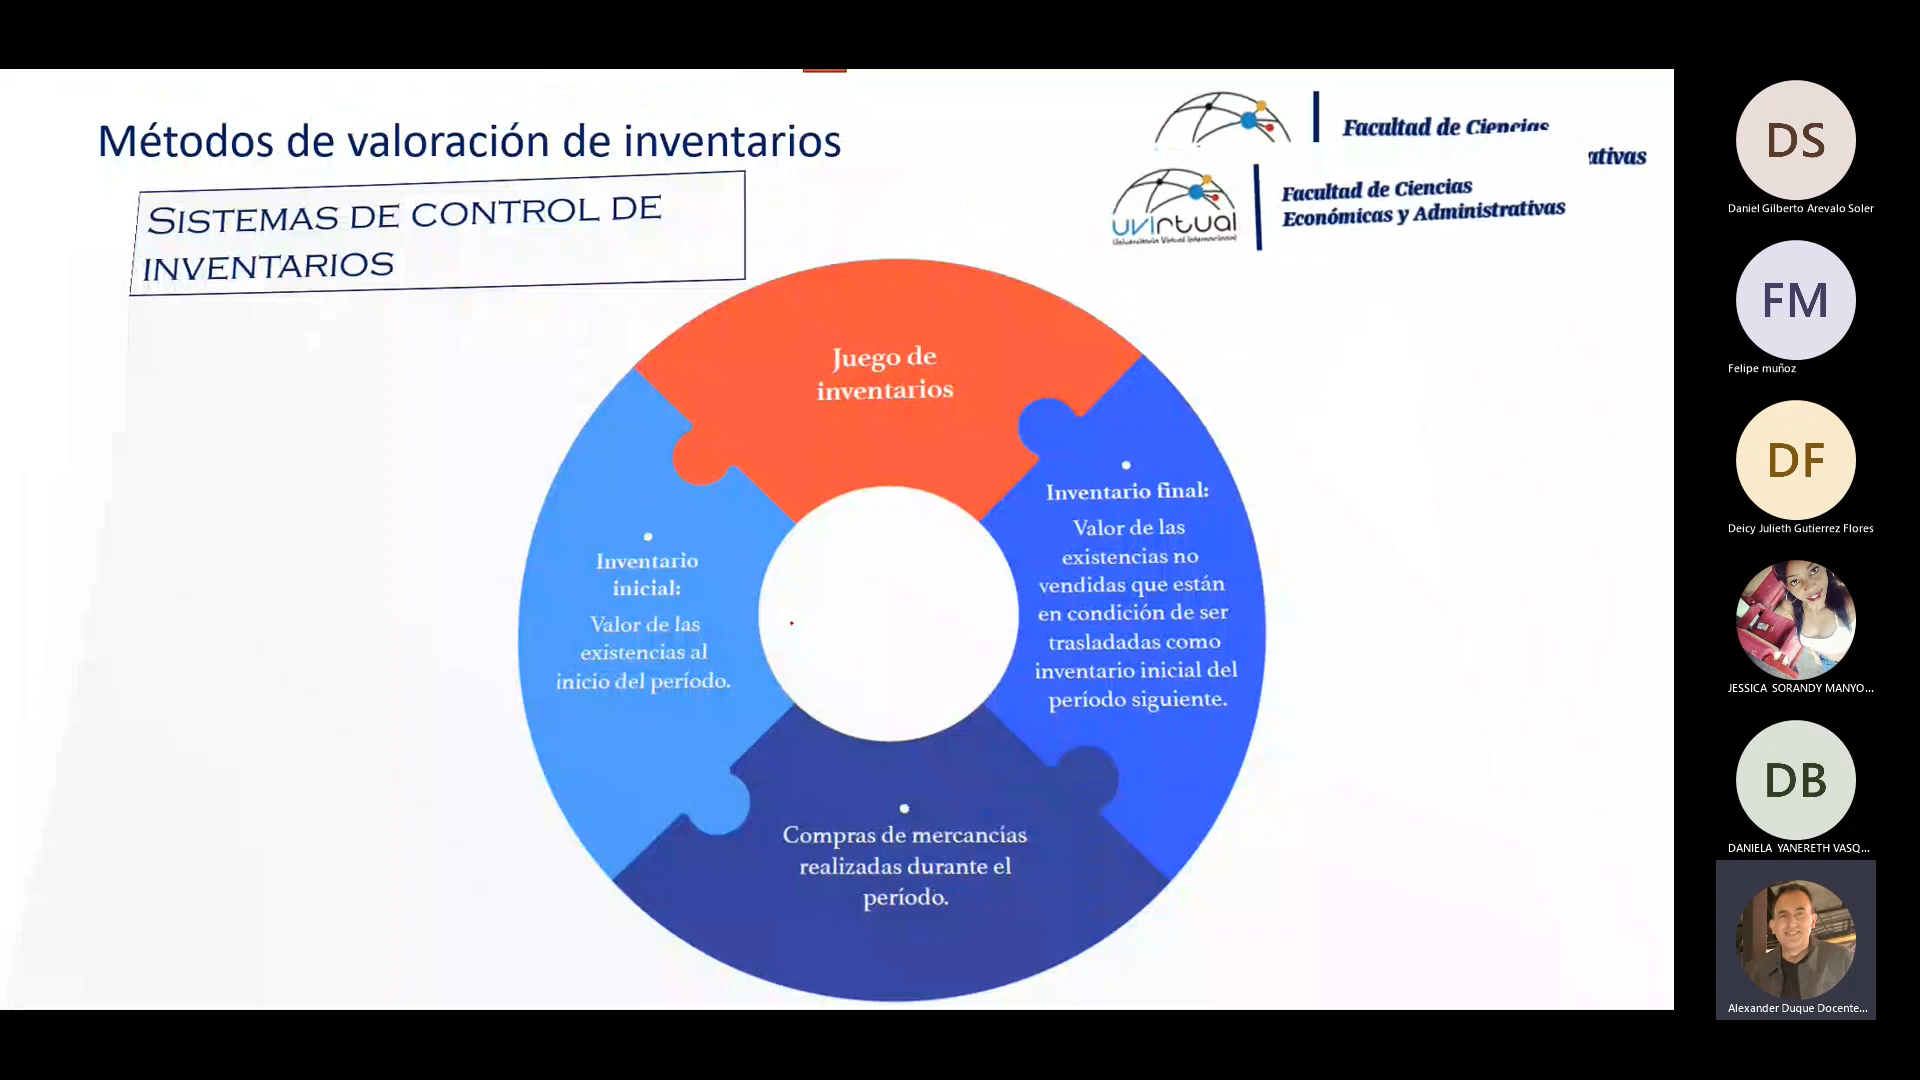 Métodos de valoración de inventarios
SISTEMAS DE CONTROL DE
INVENTARIOS
Facultad de Ciencias
ativas
uvirtual
Universitaria Virtual Internacional
Facultad de Ciencias
Económicas y Administrativas
Juego de
inventarios
Inventario
inicial:
Valor de las
existencias al
inicio del período.
Inventario final:
Valor de las
existencias no
vendidas que están
en condición de ser
trasladadas como
inventario inicial del
período siguiente.
Compras de mercancías
realizadas durante el
período.
DS
Daniel Gilberto Arevalo Soler
FM
Felipe muñoz
DF
Deicy Julieth Gutierrez Flores
JESSICA SORANDY MANYO...
DB
DANIELA YANERETH VASQ...
Alexander Duque Docente...